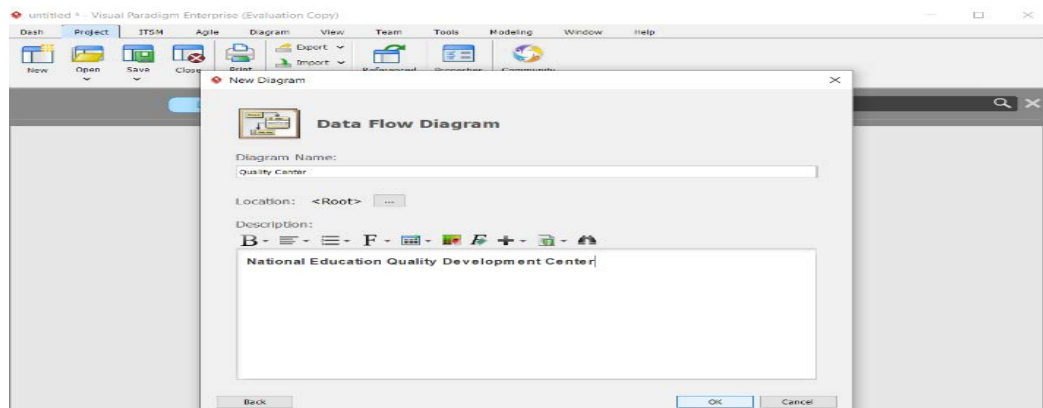 untitled * - Visual Paradigm Enterprise (Evaluation Copy)
Dash Project ITSM Agile Diagram View Team Tools Modeling Window Help
Export
Import
New Open Save Close Print
New Diagram
Data Flow Diagram
Diagram Name:
Quality Center
Location: <Root> ...
Description:
B F F
National Education Quality Development Center
Back OK Cancel